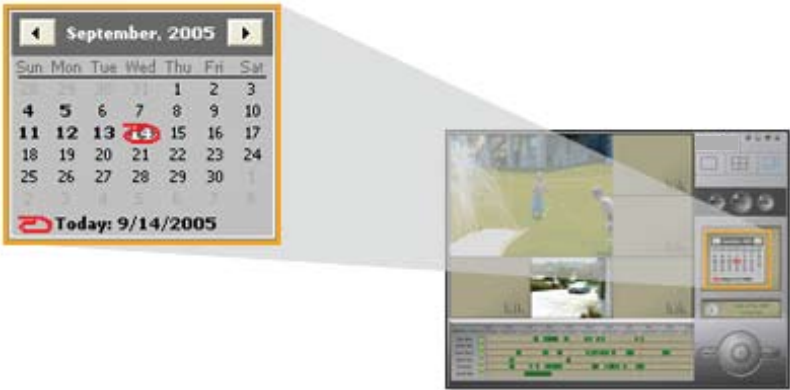 September, 2005
Sun Mon Tue Wed Thu Fri Sat
28 29 30 31 1 2 3
4 5 6 7 8 9 10
11 12 13 14 15 16 17
18 19 20 21 22 23 24
25 26 27 28 29 30 1
2 3 4 5 6 7 8
Today: 9/14/2005